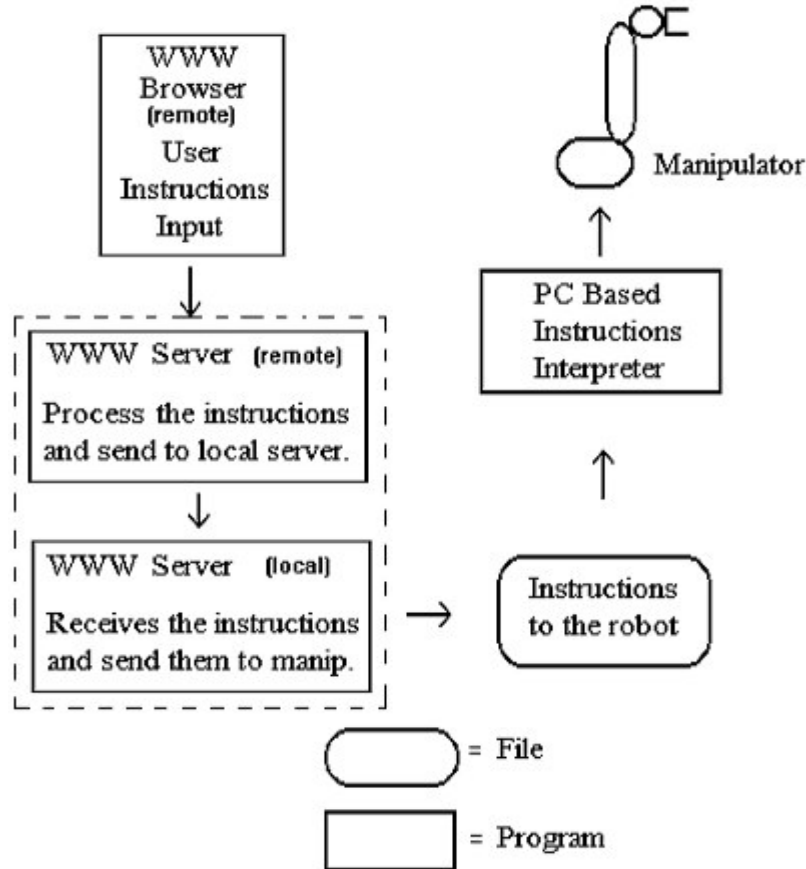 WWW
Browser
(remote)
User
Instructions
Input
WWW Server (remote)
Process the instructions
and send to local server.
WWW Server (local)
Receives the instructions
and send them to manip.
Instructions
to the robot
PC Based
Instructions
Interpreter
Manipulator
= File
= Program